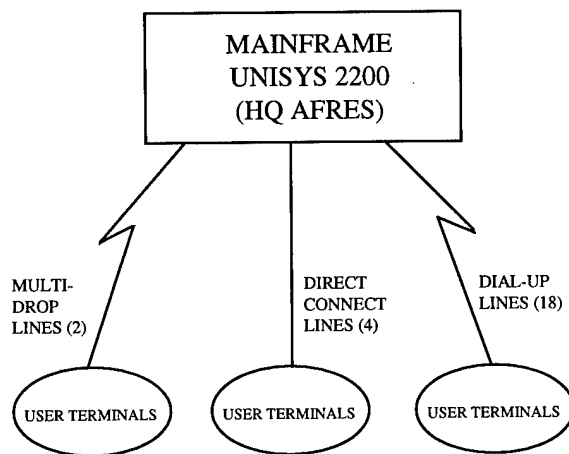 MAINFRAME
UNISYS 2200
(HQ AFRES)
MULTI-
DROP
LINES (2)
DIRECT
CONNECT
LINES (4)
DIAL-UP
LINES (18)
USER TERMINALS
USER TERMINALS
USER TERMINALS